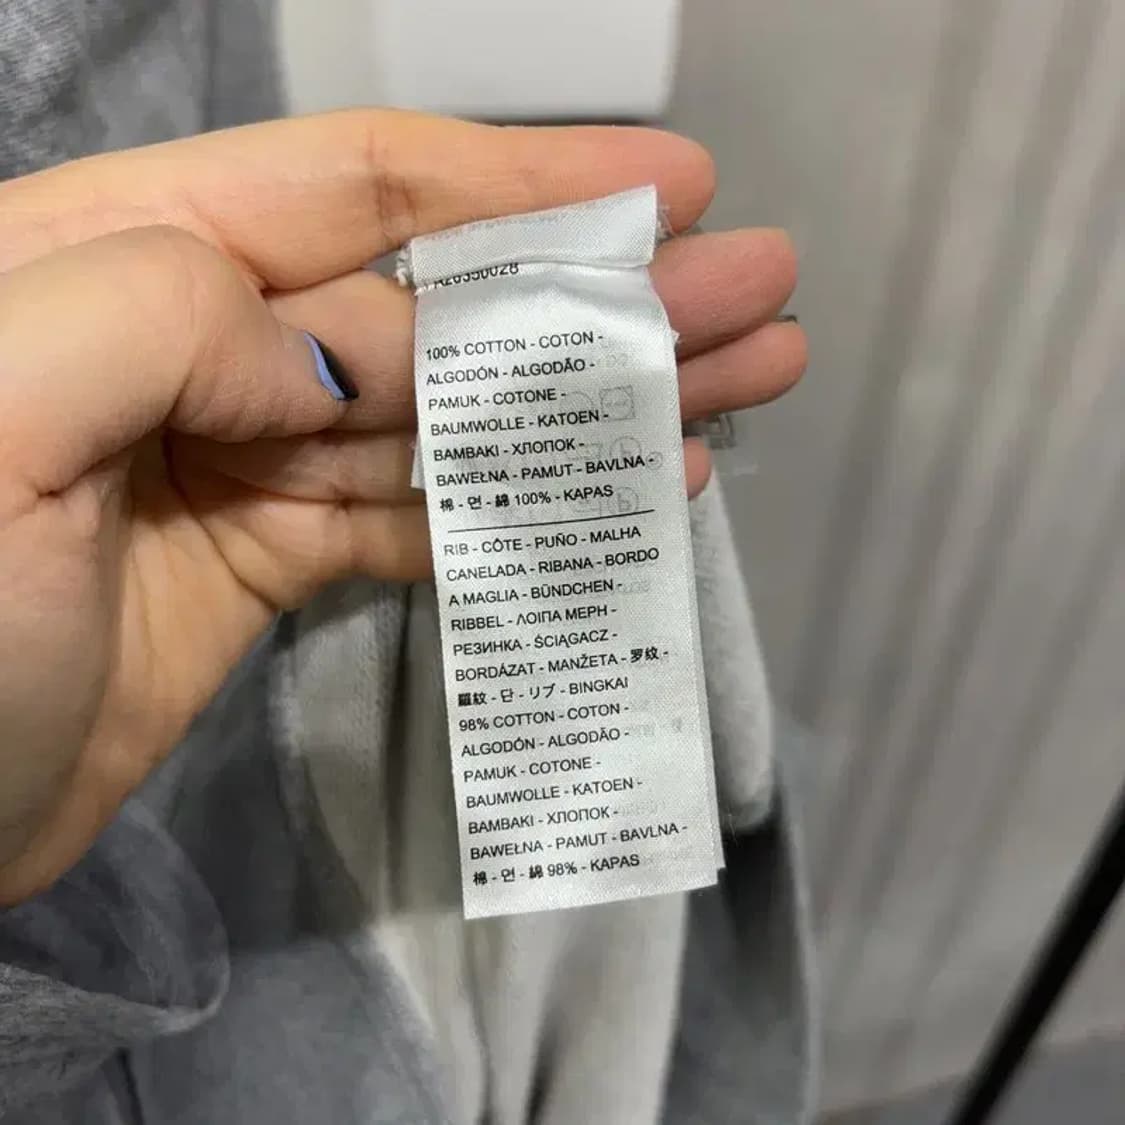 100% COTTON - COTON -
ALGODÓN - ALGODÃO -
PAMUK - COTONE -
BAUMWOLLE - KATOEN -
BAMBAKI - ХЛОПОК -
BAWEŁNA - PAMUT - BAVLNA -
棉 - 면 - 綿 100% - KAPAS
RIB - CÔTE - PUÑO - MALHA
CANELADA - RIBANA - BORDO
A MAGLIA - BÜNDCHEN -
RIBBEL - ΛΟΙΠΑ ΜΕΡΗ -
РЕЗИНКА - ŚCIĄGACZ -
BORDÁZAT - MANŽETA - 罗纹 -
羅紋 - 단 - リブ - BINGKAI
98% COTTON - COTON -
ALGODÓN - ALGODÃO -
PAMUK - COTONE -
BAUMWOLLE - KATOEN -
BAMBAKI - ХЛОПОК -
BAWEŁNA - PAMUT - BAVLNA -
棉 - 면 - 綿 98% - KAPAS